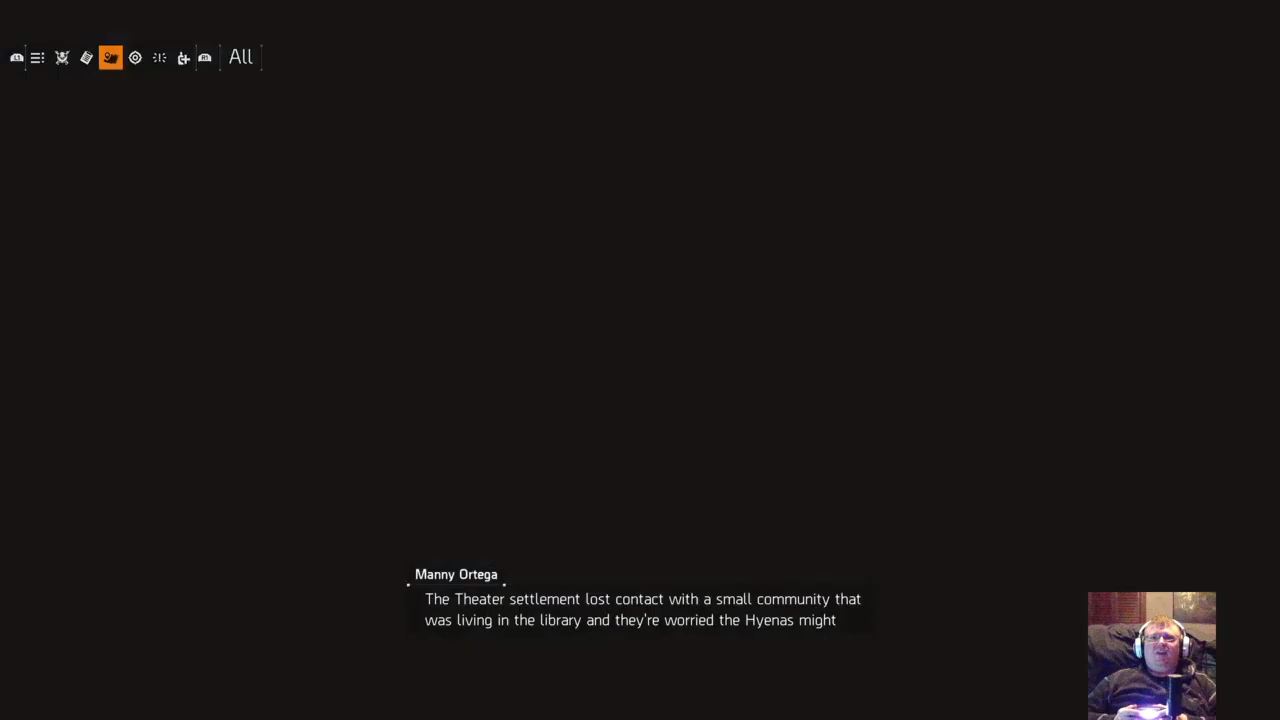 All
Manny Ortega
The Theater settlement lost contact with a small community that
was living in the library and they're worried the Hyenas might